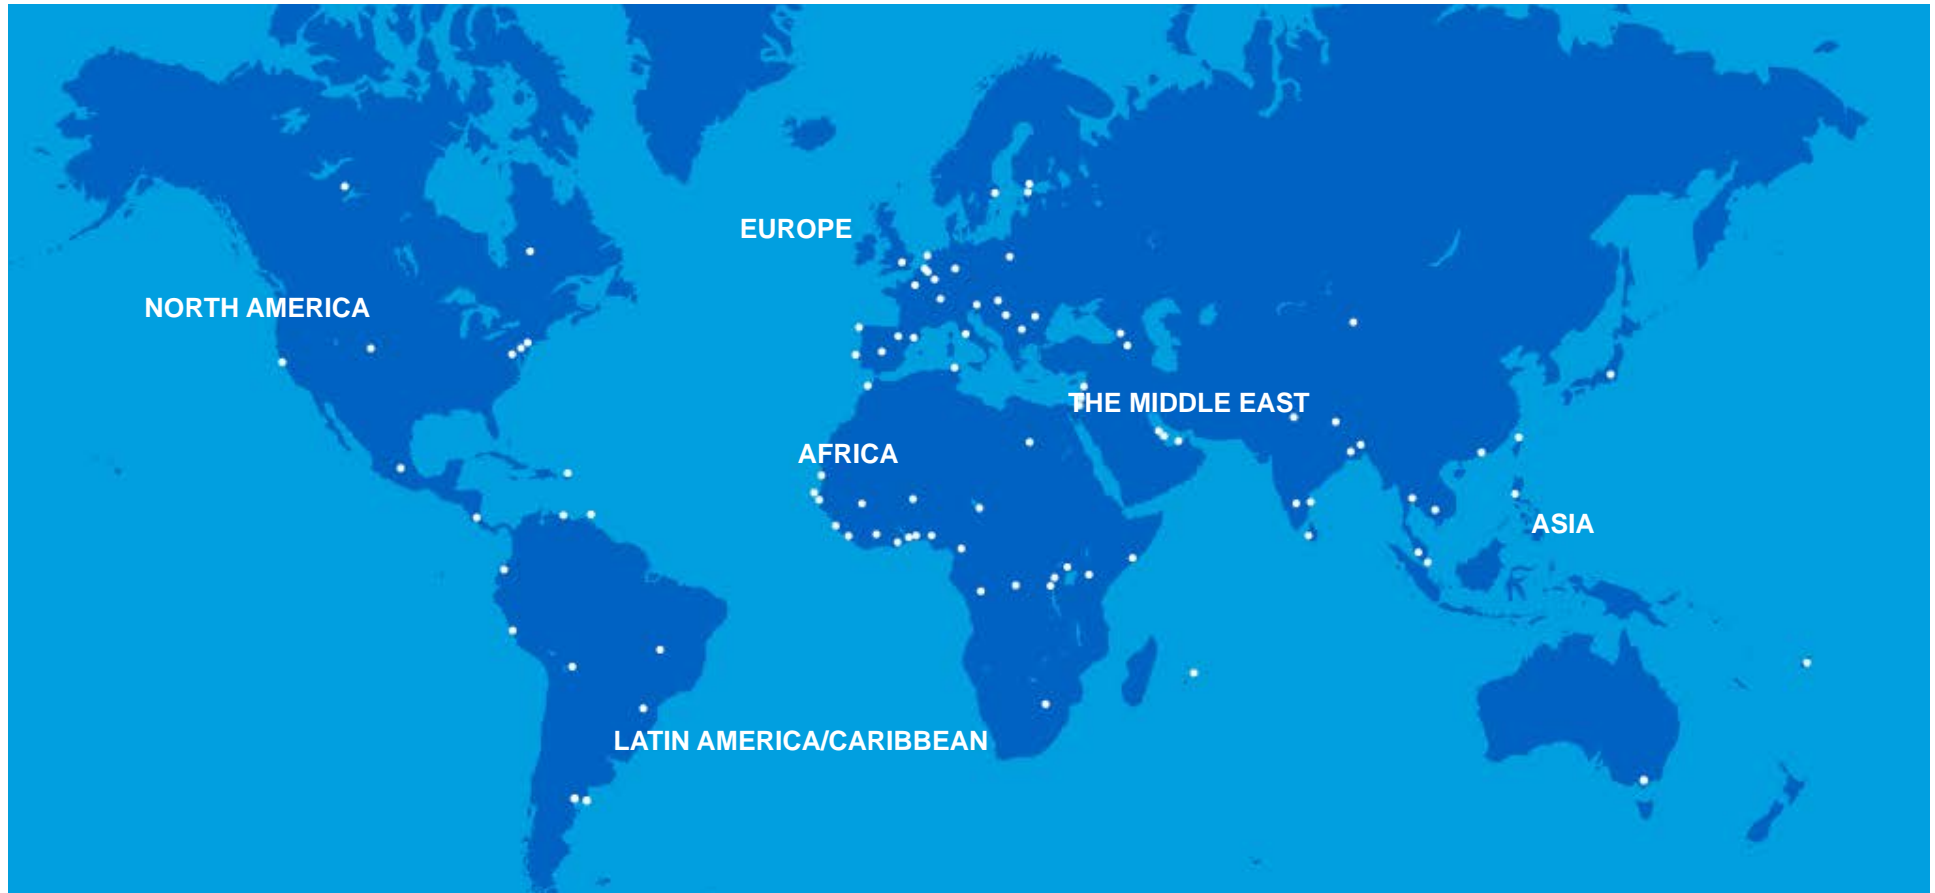 EUROPE
NORTH AMERICA
THE MIDDLE EAST
AFRICA
ASIA
LATIN AMERICA/CARIBBEAN